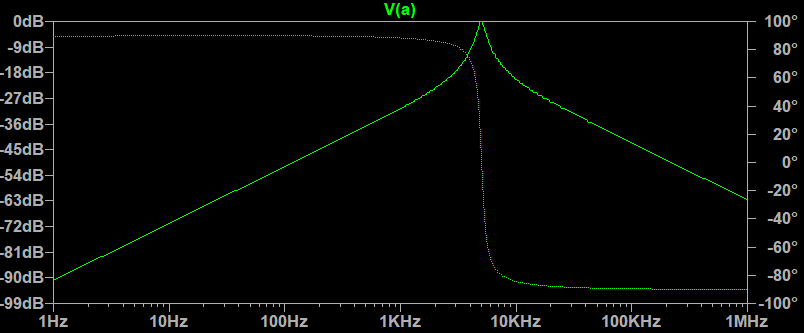 V(a)
0dB 100°
-9dB 80°
-18dB 60°
-27dB 40°
-36dB 20°
-45dB 0°
-54dB -20°
-63dB -40°
-72dB -60°
-81dB -80°
-90dB -100°
-99dB
1Hz 10Hz 100Hz 1KHz 10KHz 100KHz 1MHz